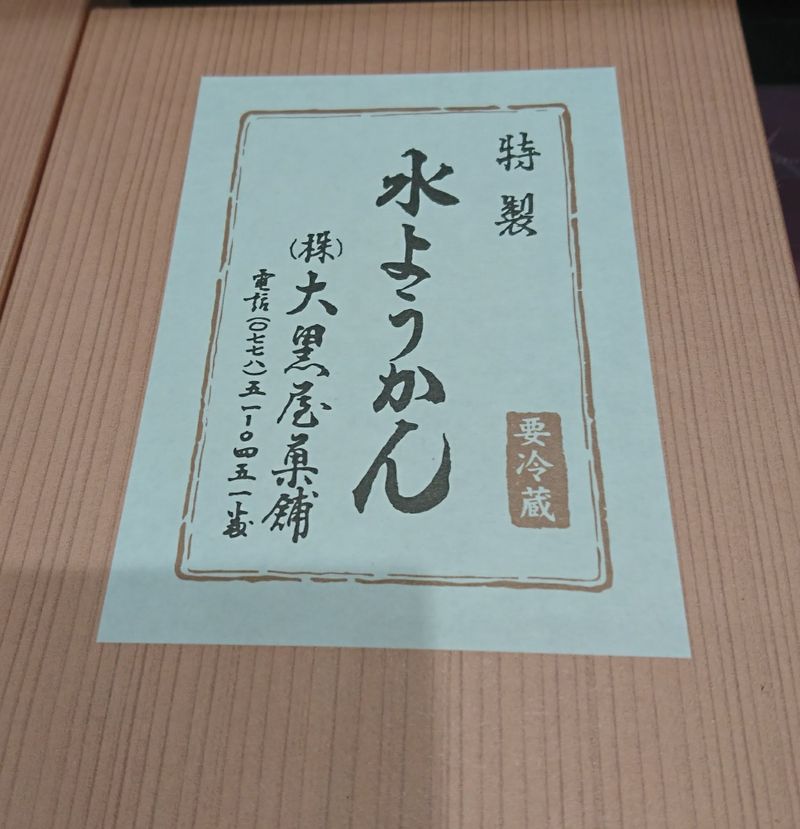 特製
要冷蔵
水ようかん
(株)大黒屋菓舗
電話(〇七七八)五一-〇四五一番